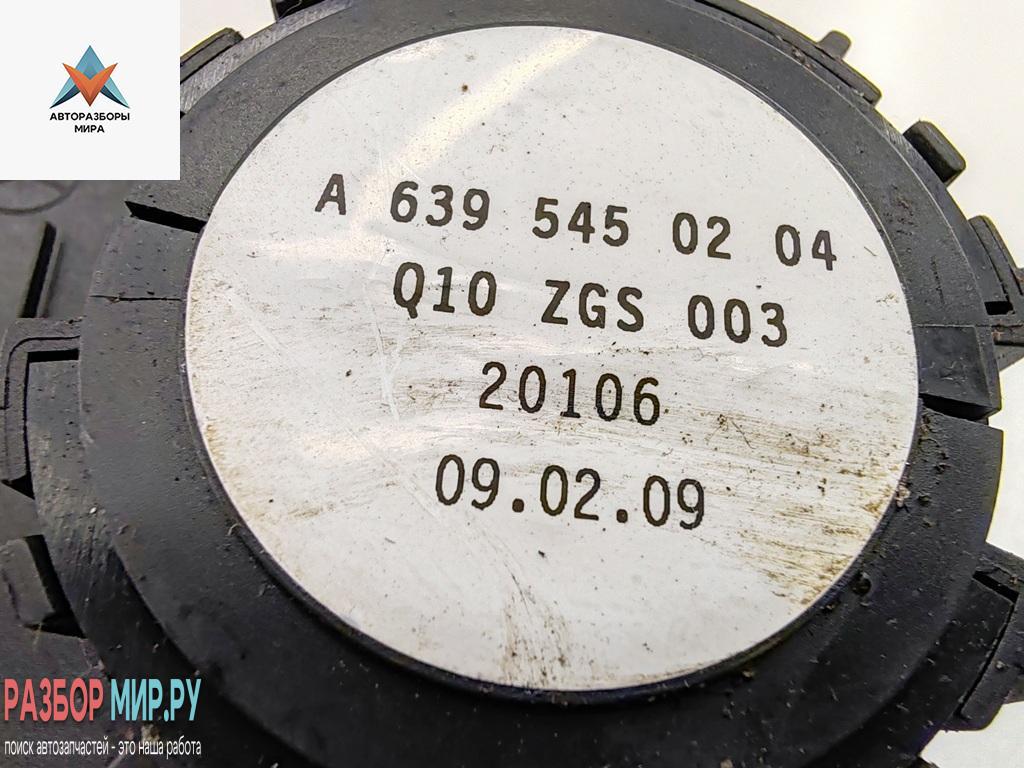 АВТОРАЗБОРЫ
МИРА
A 639 545 02 04
Q10 ZGS 003
20106
09.02.09
РАЗБОР МИР.РУ
поиск автозапчастей - это наша работа